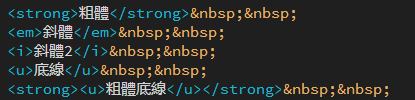 <strong>粗體</strong>&nbsp;&nbsp;
<em>斜體</em>&nbsp;&nbsp;
<i>斜體2</i>&nbsp;&nbsp;
<u>底線</u>&nbsp;&nbsp;
<strong><u>粗體底線</u></strong>&nbsp;&nbsp;